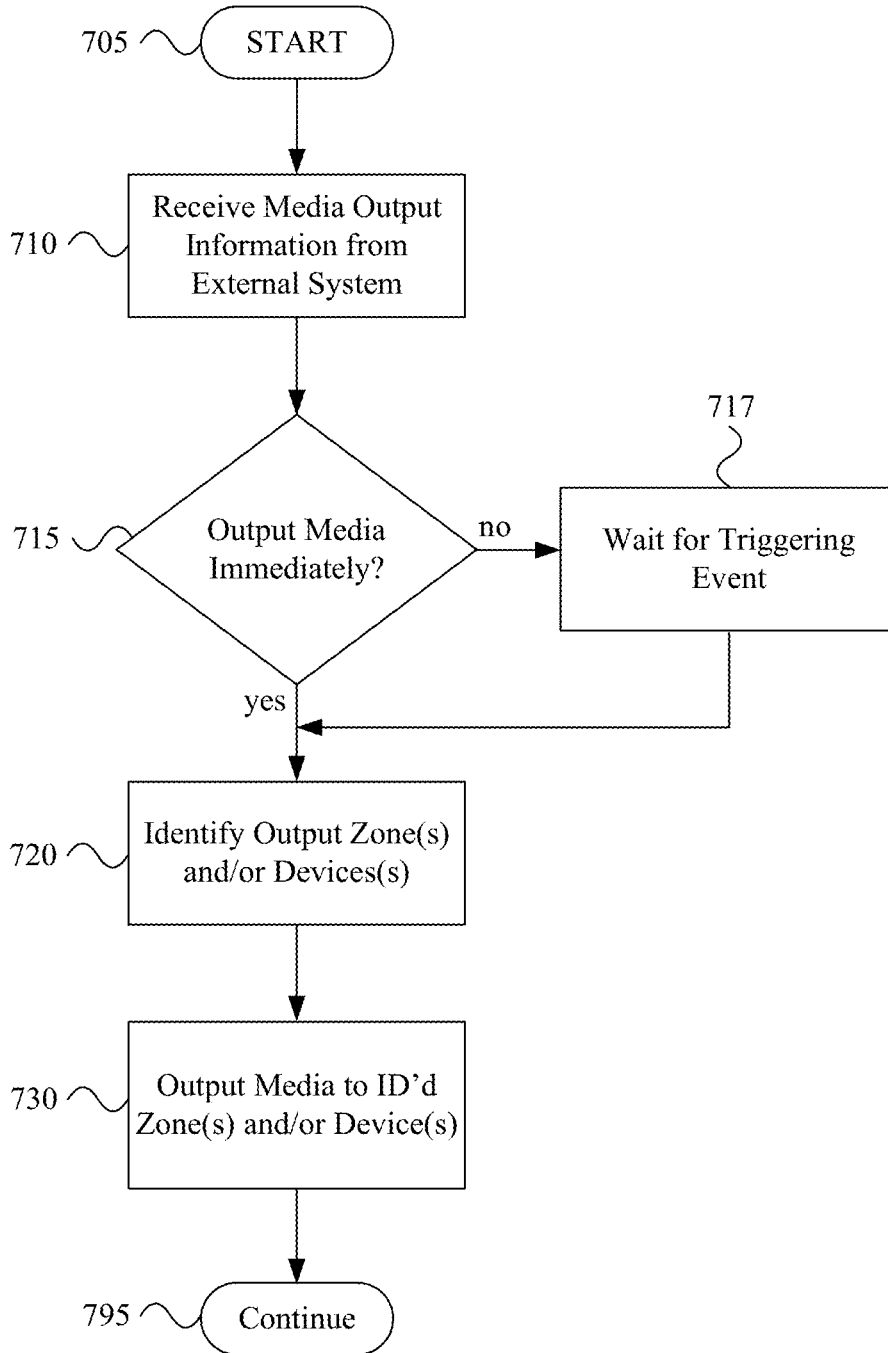 705
START
710
Receive Media Output
Information from
External System
717
715
Output Media
Immediately?
no
Wait for Triggering
Event
yes
720
Identify Output Zone(s)
and/or Devices(s)
730
Output Media to ID’d
Zone(s) and/or Device(s)
795
Continue